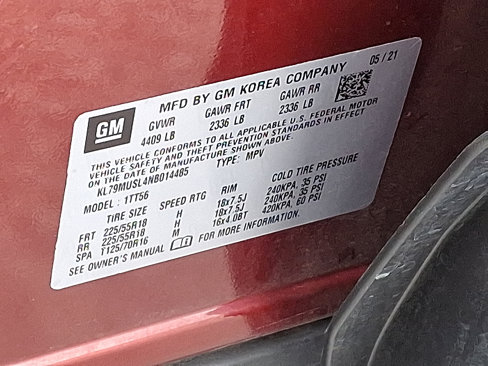 GM
MFD BY GM KOREA COMPANY 05 / 21
GVWR GAWR FRT GAWR RR
4409 LB 2336 LB 2336 LB
THIS VEHICLE CONFORMS TO ALL APPLICABLE U.S. FEDERAL MOTOR
VEHICLE SAFETY AND THEFT PREVENTION STANDARDS IN EFFECT
ON THE DATE OF MANUFACTURE SHOWN ABOVE.
KL79MUSL4NB014485 TYPE: MPV
MODEL: 1TT56
TIRE SIZE SPEED RTG RIM COLD TIRE PRESSURE
FRT 225/55R18 H 18x7.5J 240KPA, 35 PSI
RR 225/55R18 H 18x7.5J 240KPA, 35 PSI
SPA T125/70R16 M 16x4.0BT 420KPA, 60 PSI
SEE OWNER'S MANUAL FOR MORE INFORMATION.